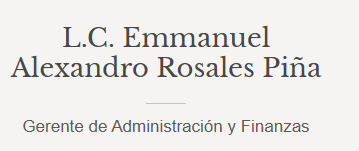 L.C. Emmanuel
Alexandro Rosales Piña
Gerente de Administración y Finanzas